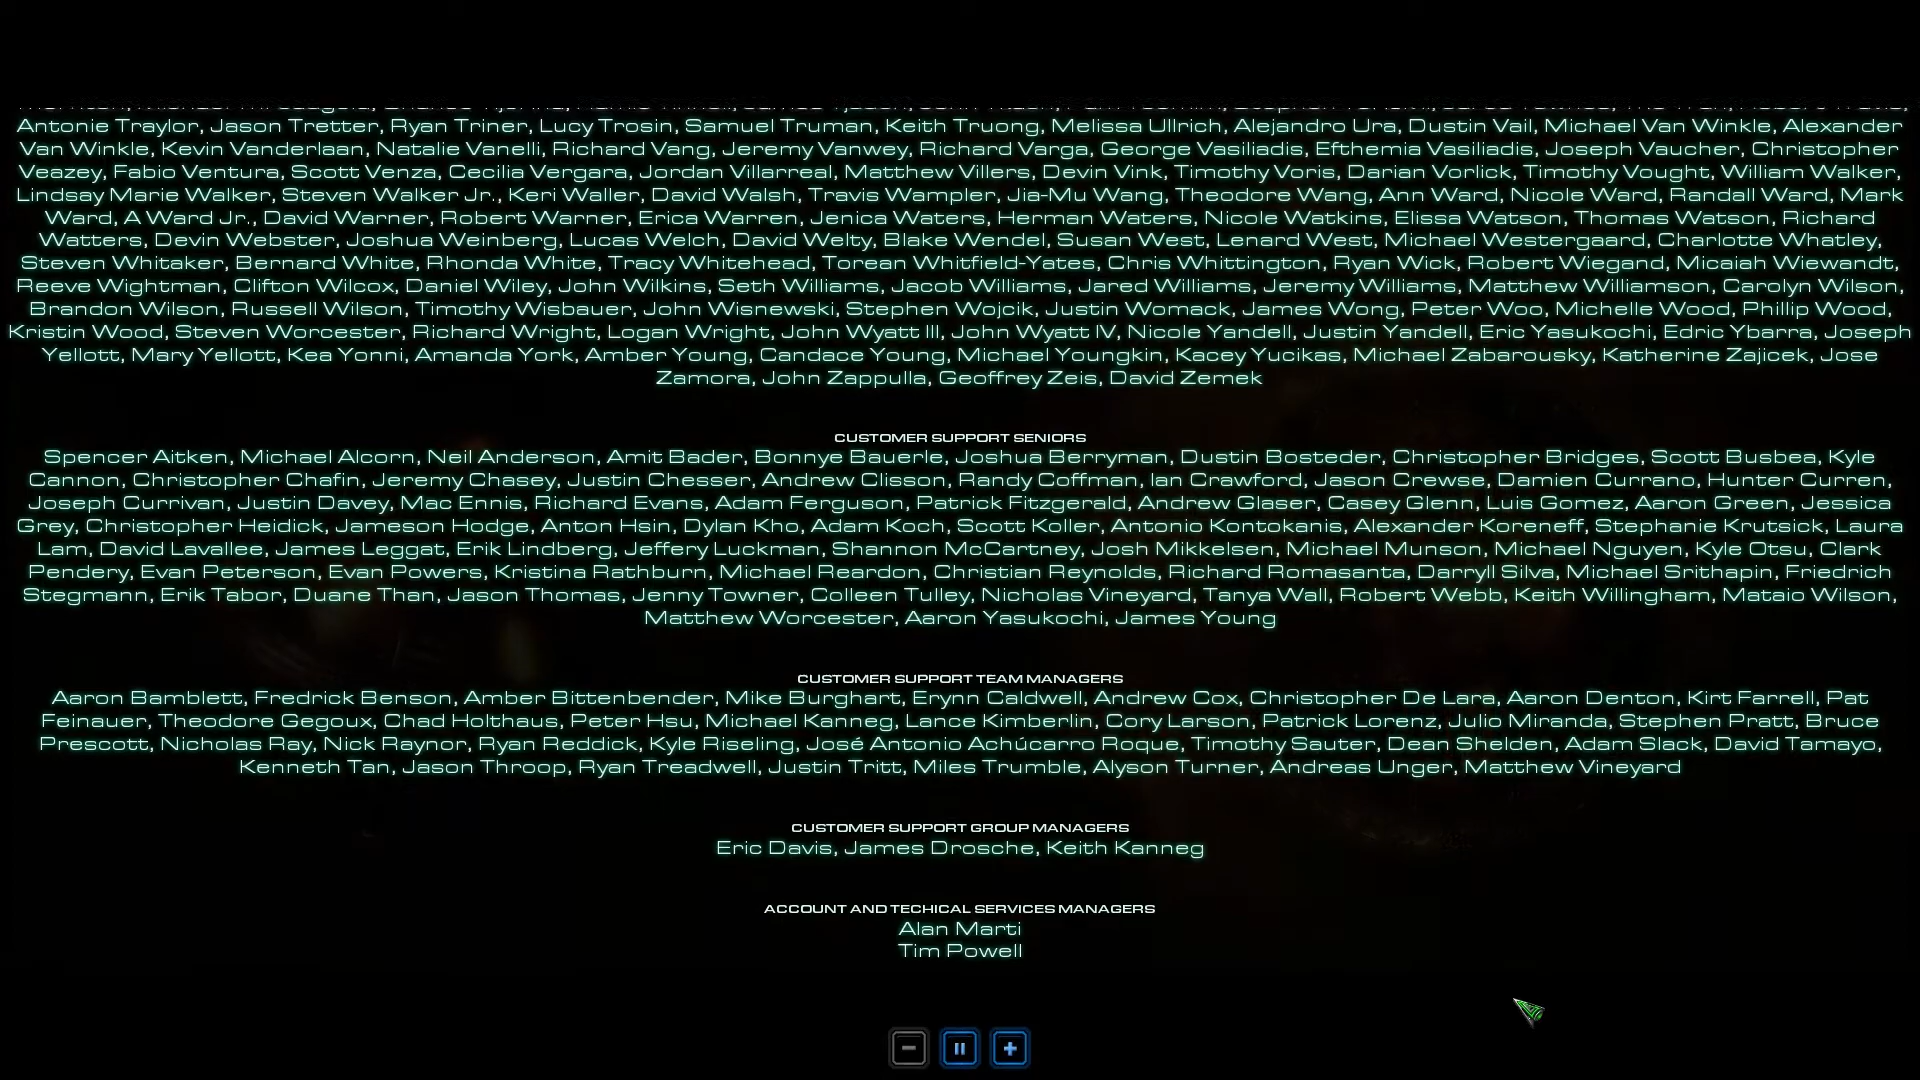 Antonie Traylor, Jason Tretter, Ryan Triner, Lucy Trosin, Samuel Truman, Keith Truong, Melissa Ullrich, Alejandro Ura, Dustin Vail, Michael Van Winkle, Alexander
Van Winkle, Kevin Vanderlaan, Natalie Vanelli, Richard Vang, Jeremy Vanwey, Richard Varga, George Vasiliadis, Efthemia Vasiliadis, Joseph Vaucher, Christopher
Veazey, Fabio Ventura, Scott Venza, Cecilia Vergara, Jordan Villarreal, Matthew Villers, Devin Vink, Timothy Voris, Darian Vorlick, Timothy Vought, William Walker,
Lindsay Marie Walker, Steven Walker Jr., Keri Waller, David Walsh, Travis Wampler, Jia-Mu Wang, Theodore Wang, Ann Ward, Nicole Ward, Randall Ward, Mark
Ward, A Ward Jr., David Warner, Robert Warner, Erica Warren, Jenica Waters, Herman Waters, Nicole Watkins, Elissa Watson, Thomas Watson, Richard
Watters, Devin Webster, Joshua Weinberg, Lucas Welch, David Welty, Blake Wendel, Susan West, Lenard West, Michael Westergaard, Charlotte Whatley,
Steven Whitaker, Bernard White, Rhonda White, Tracy Whitehead, Torean Whitfield-Yates, Chris Whittington, Ryan Wick, Robert Wiegand, Micaiah Wiewandt,
Reeve Wightman, Clifton Wilcox, Daniel Wiley, John Wilkins, Seth Williams, Jacob Williams, Jared Williams, Jeremy Williams, Matthew Williamson, Carolyn Wilson,
Brandon Wilson, Russell Wilson, Timothy Wisbauer, John Wisnewski, Stephen Wojcik, Justin Womack, James Wong, Peter Woo, Michelle Wood, Phillip Wood,
Kristin Wood, Steven Worcester, Richard Wright, Logan Wright, John Wyatt III, John Wyatt IV, Nicole Yandell, Justin Yandell, Eric Yasukochi, Edric Ybarra, Joseph
Yellott, Mary Yellott, Kea Yonni, Amanda York, Amber Young, Candace Young, Michael Youngkin, Kacey Yucikas, Michael Zabarousky, Katherine Zajicek, Jose
Zamora, John Zappulla, Geoffrey Zeis, David Zemek
CUSTOMER SUPPORT SENIORS
Spencer Aitken, Michael Alcorn, Neil Anderson, Amit Bader, Bonnye Bauerle, Joshua Berryman, Dustin Bosteder, Christopher Bridges, Scott Busbea, Kyle
Cannon, Christopher Chafin, Jeremy Chasey, Justin Chesser, Andrew Clisson, Randy Coffman, Ian Crawford, Jason Crewse, Damien Currano, Hunter Curren,
Joseph Currivan, Justin Davey, Mac Ennis, Richard Evans, Adam Ferguson, Patrick Fitzgerald, Andrew Glaser, Casey Glenn, Luis Gomez, Aaron Green, Jessica
Grey, Christopher Heidick, Jameson Hodge, Anton Hsin, Dylan Kho, Adam Koch, Scott Koller, Antonio Kontokanis, Alexander Koreneff, Stephanie Krutsick, Laura
Lam, David Lavallee, James Leggat, Erik Lindberg, Jeffery Luckman, Shannon McCartney, Josh Mikkelsen, Michael Munson, Michael Nguyen, Kyle Otsu, Clark
Pendery, Evan Peterson, Evan Powers, Kristina Rathburn, Michael Reardon, Christian Reynolds, Richard Romasanta, Darryll Silva, Michael Srithapin, Friedrich
Stegmann, Erik Tabor, Duane Than, Jason Thomas, Jenny Towner, Colleen Tulley, Nicholas Vineyard, Tanya Wall, Robert Webb, Keith Willingham, Mataio Wilson,
Matthew Worcester, Aaron Yasukochi, James Young
CUSTOMER SUPPORT TEAM MANAGERS
Aaron Bamblett, Fredrick Benson, Amber Bittenbender, Mike Burghart, Erynn Caldwell, Andrew Cox, Christopher De Lara, Aaron Denton, Kirt Farrell, Pat
Feinauer, Theodore Gegoux, Chad Holthaus, Peter Hsu, Michael Kanneg, Lance Kimberlin, Cory Larson, Patrick Lorenz, Julio Miranda, Stephen Pratt, Bruce
Prescott, Nicholas Ray, Nick Raynor, Ryan Reddick, Kyle Riseling, José Antonio Achúcarro Roque, Timothy Sauter, Dean Shelden, Adam Slack, David Tamayo,
Kenneth Tan, Jason Throop, Ryan Treadwell, Justin Tritt, Miles Trumble, Alyson Turner, Andreas Unger, Matthew Vineyard
CUSTOMER SUPPORT GROUP MANAGERS
Eric Davis, James Drosche, Keith Kanneg
ACCOUNT AND TECHICAL SERVICES MANAGERS
Alan Marti
Tim Powell